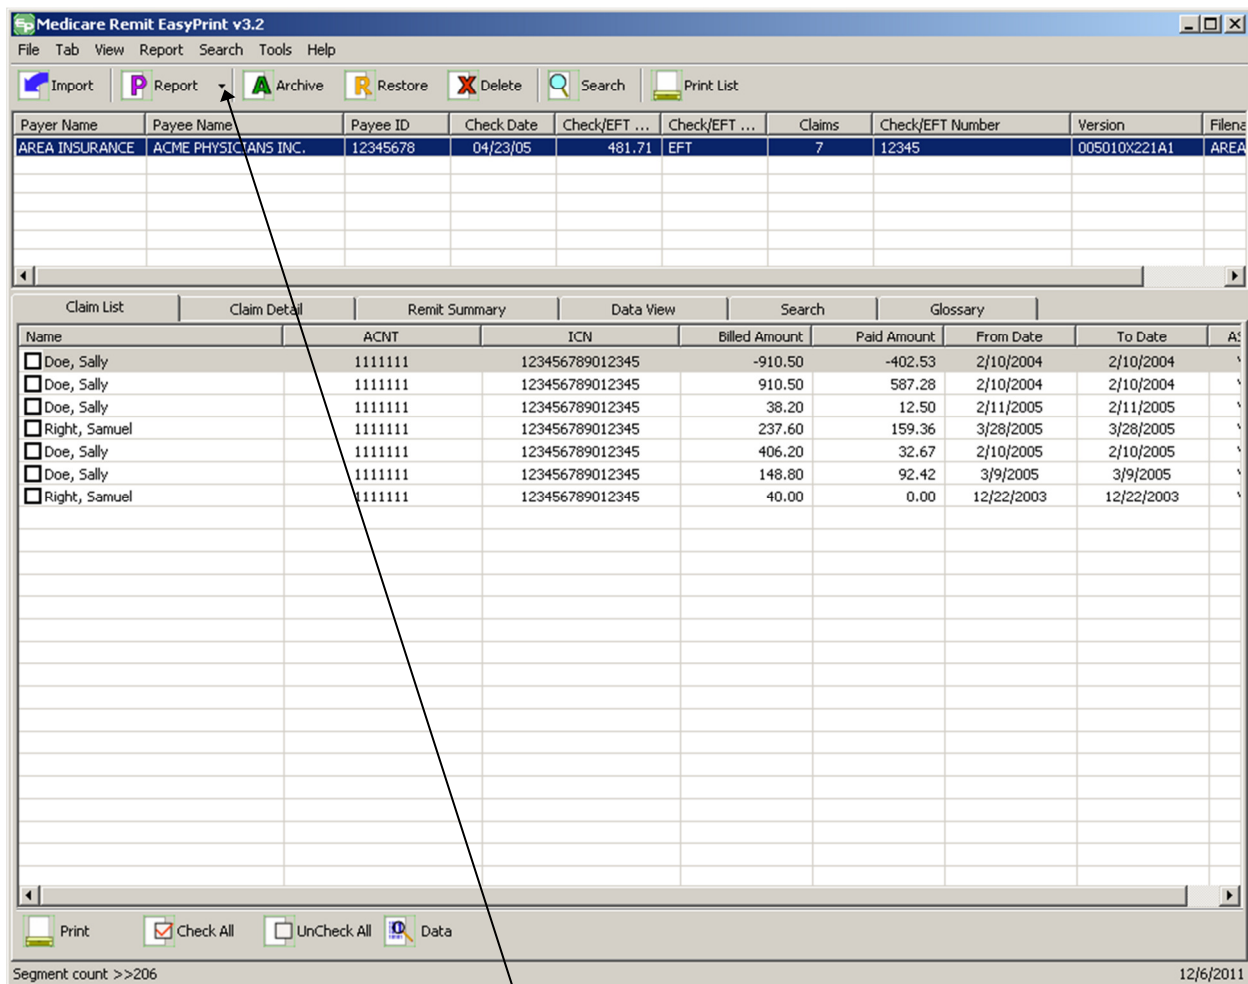 Medicare Remit EasyPrint v3.2
File Tab View Report Search Tools Help
Import Report Archive Restore Delete Search Print List
Payer Name Payee Name Payee ID Check Date Check/EFT ... Check/EFT ... Claims Check/EFT Number Version Filena
AREA INSURANCE ACME PHYSICIANS INC. 12345678 04/23/05 481.71 EFT 7 12345 005010X221A1 AREA
Claim List Claim Detail Remit Summary Data View Search Glossary
Name ACNT ICN Billed Amount Paid Amount From Date To Date AS
Doe, Sally 1111111 123456789012345 -910.50 -402.53 2/10/2004 2/10/2004
Doe, Sally 1111111 123456789012345 910.50 587.28 2/10/2004 2/10/2004
Doe, Sally 1111111 123456789012345 38.20 12.50 2/11/2005 2/11/2005
Right, Samuel 1111111 123456789012345 237.60 159.36 3/28/2005 3/28/2005
Doe, Sally 1111111 123456789012345 406.20 32.67 2/10/2005 2/10/2005
Doe, Sally 1111111 123456789012345 148.80 92.42 3/9/2005 3/9/2005
Right, Samuel 1111111 123456789012345 40.00 0.00 12/22/2003 12/22/2003
Print Check All UnCheck All Data
Segment count >>206 12/6/2011